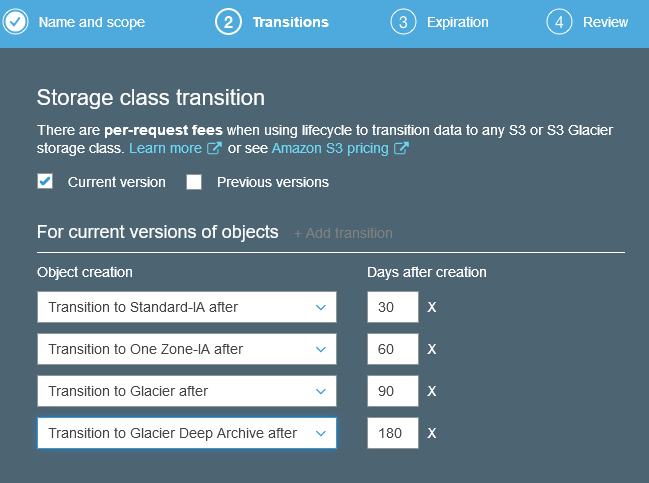 Name and scope 2 Transitions 3 Expiration 4 Review
Storage class transition
There are per-request fees when using lifecycle to transition data to any S3 or S3 Glacier
storage class. Learn more or see Amazon S3 pricing
Current version Previous versions
For current versions of objects + Add transition
Object creation Days after creation
Transition to Standard-IA after 30 X
Transition to One Zone-IA after 60 X
Transition to Glacier after 90 X
Transition to Glacier Deep Archive after 180 X